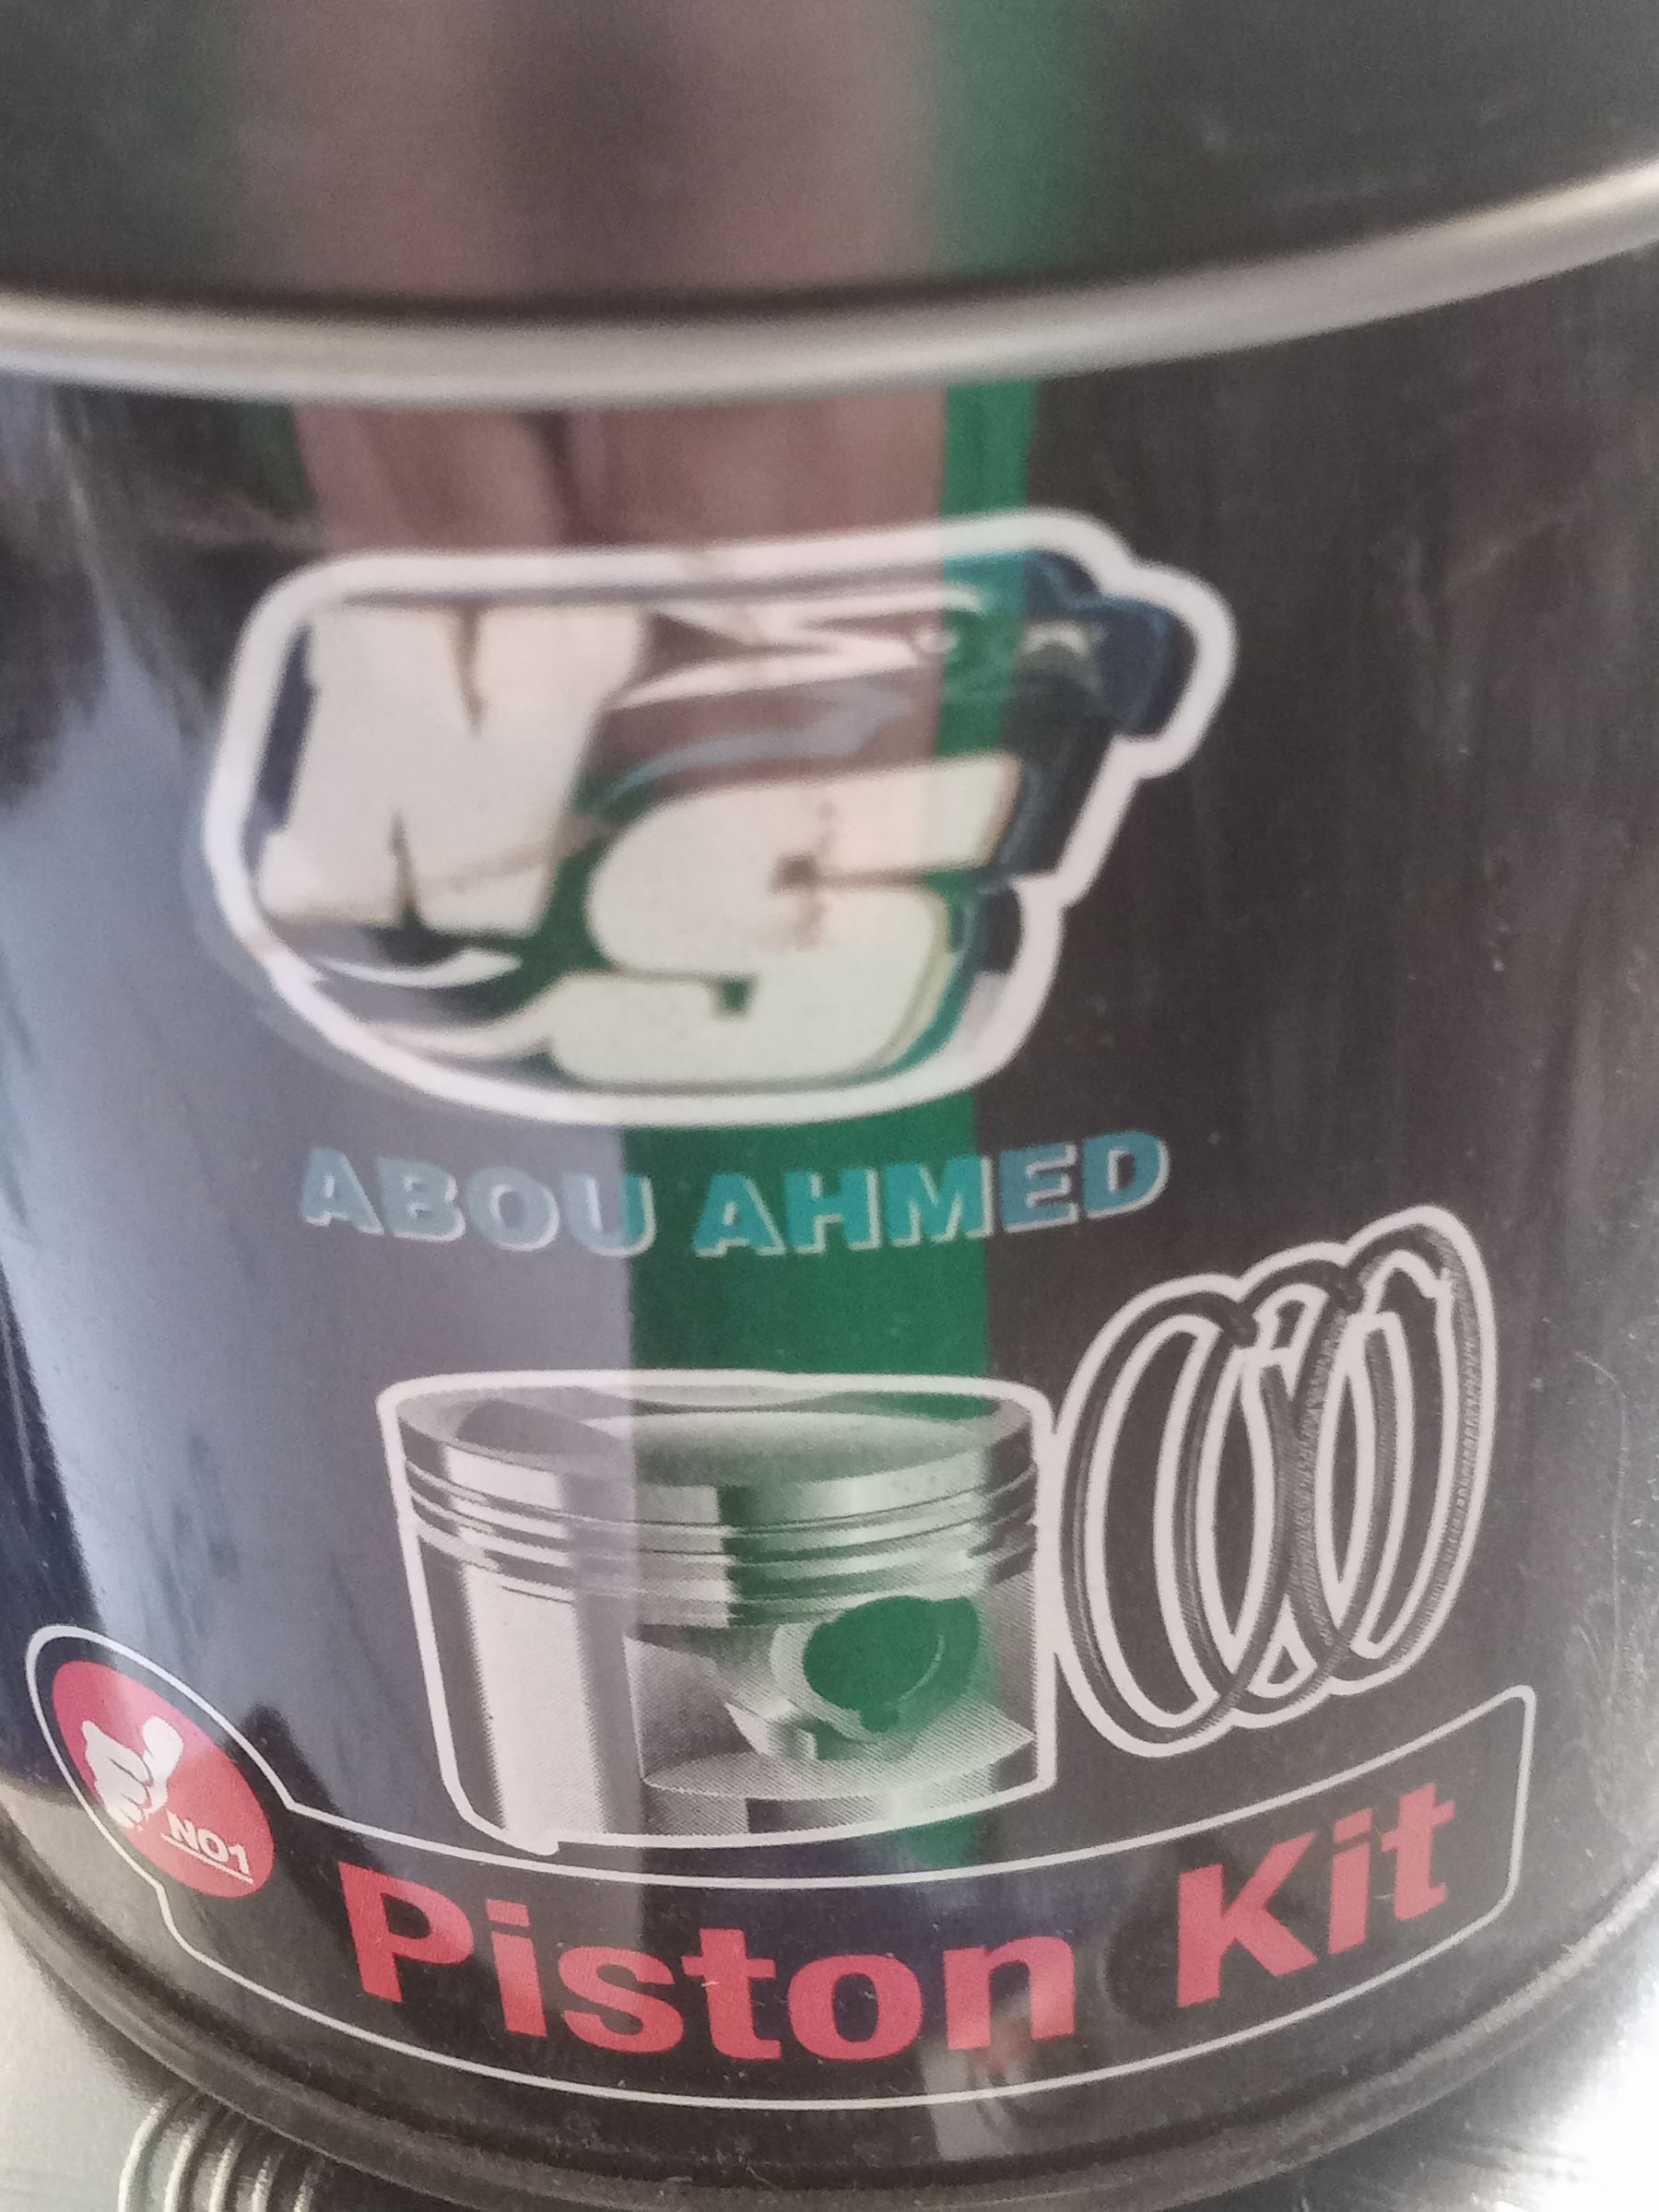 NS
ABOU AHMED
NO1
Piston Kit